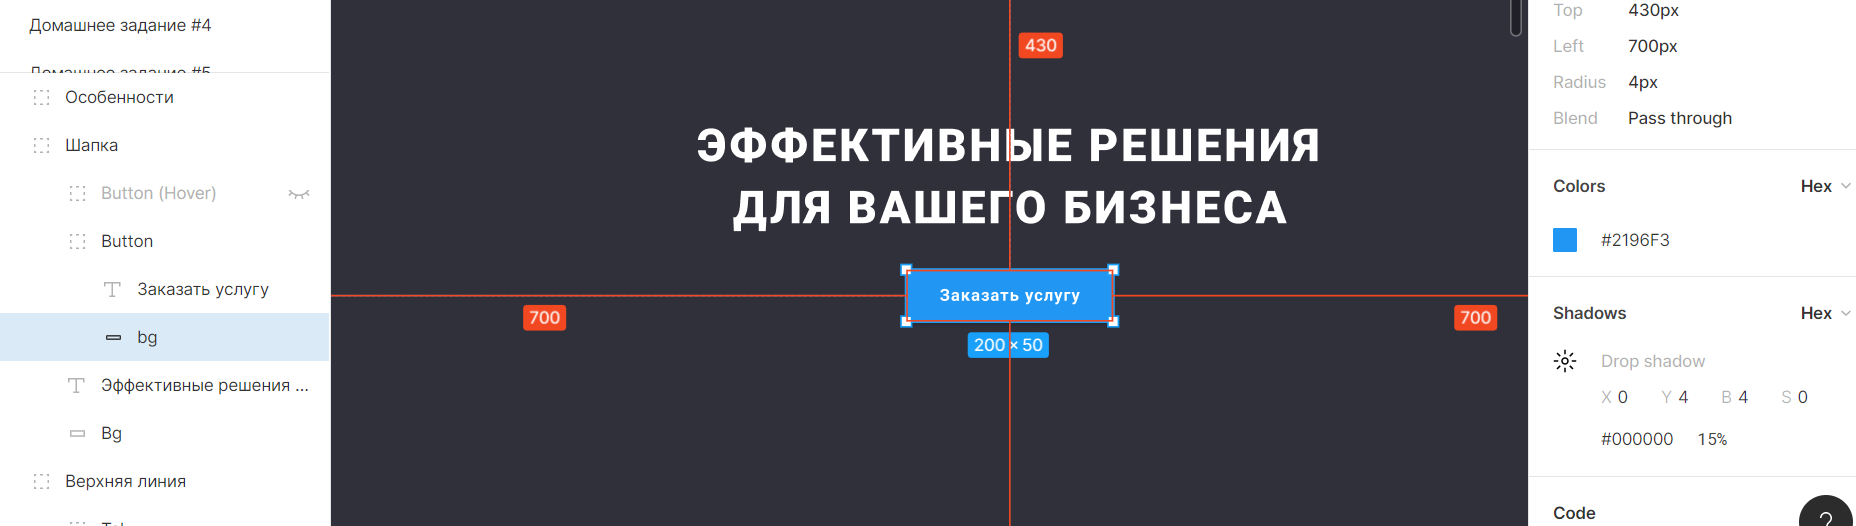 Домашнее задание #4
Домашнее задание #5
Особенности
Шапка
Button (Hover)
Button
Заказать услугу
bg
Эффективные решения ...
Bg
Верхняя линия
430
ЭФФЕКТИВНЫЕ РЕШЕНИЯ
ДЛЯ ВАШЕГО БИЗНЕСА
Заказать услугу
700
700
200 × 50
Top 430px
Left 700px
Radius 4px
Blend Pass through
Colors Hex
#2196F3
Shadows Hex
Drop shadow
X 0 Y 4 B 4 S 0
#000000 15%
Code
?